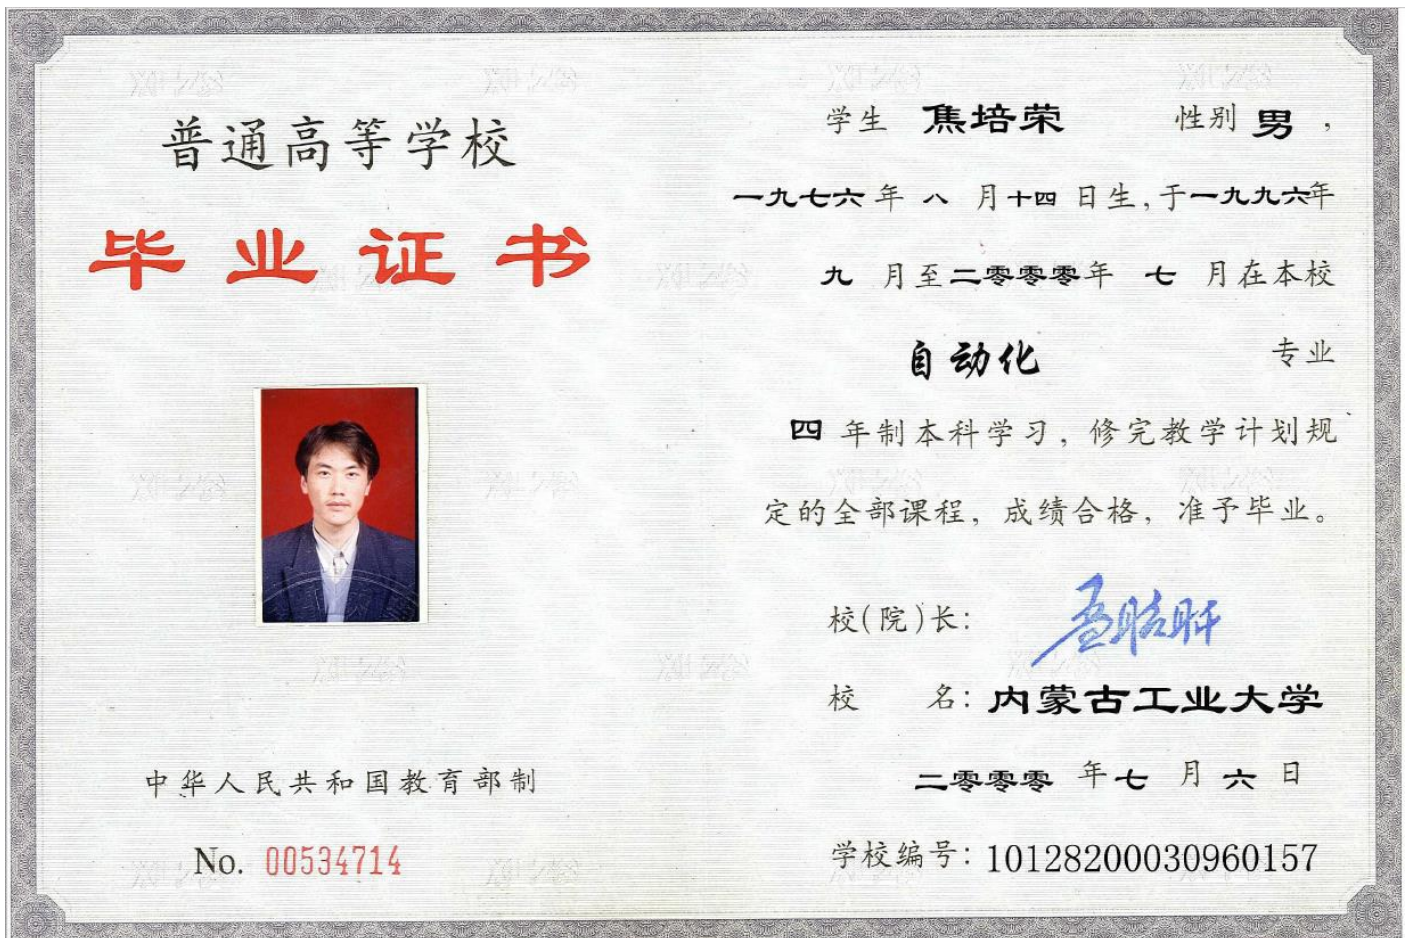 普通高等学校
毕业证书
中华人民共和国教育部制
No. 00534714
学生 焦培荣 性别 男,
一九七六年 八 月十四 日生,于一九九六年
九 月至二零零零年 七 月在本校
自动化 专业
四 年制本科学习, 修完教学计划规
定的全部课程, 成绩合格, 准予毕业。
校(院)长:
校 名: 内蒙古工业大学
二零零零 年七 月 六 日
学校编号: 10128200030960157